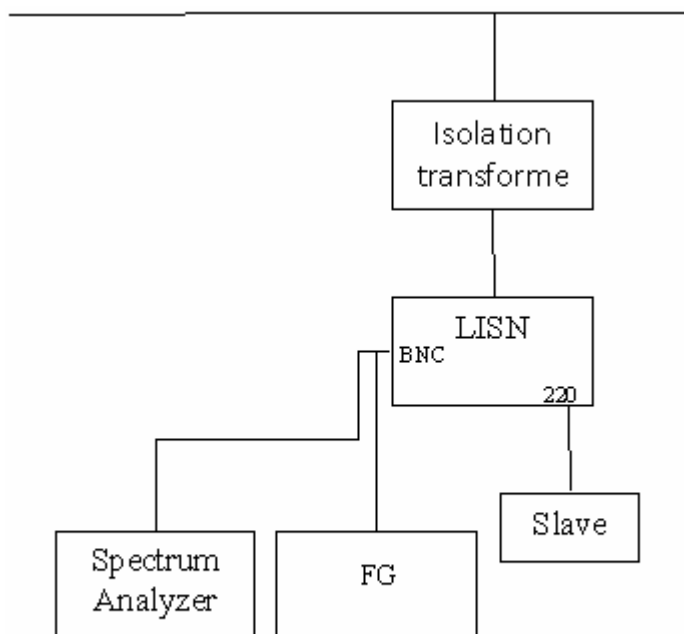 Isolation
transforme
LISN
BNC
220
Slave
Spectrum
Analyzer
FG